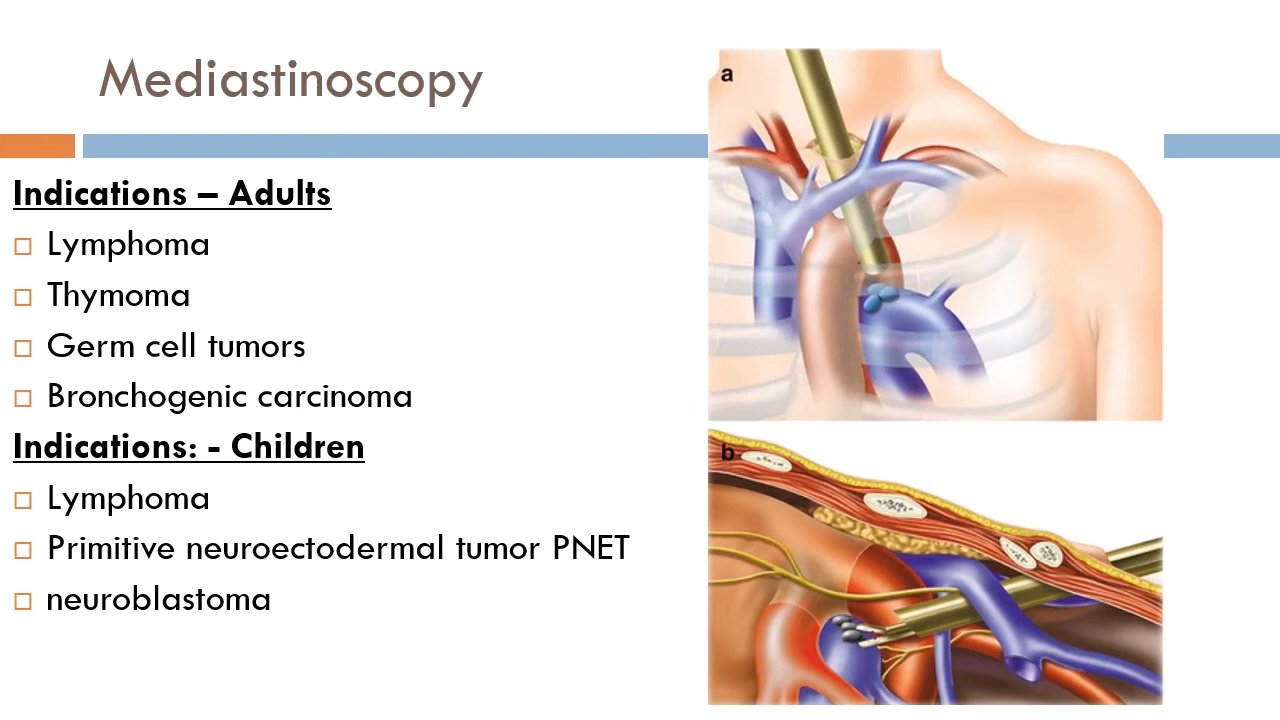 Mediastinoscopy
Indications – Adults
Lymphoma
Thymoma
Germ cell tumors
Bronchogenic carcinoma
Indications: - Children
Lymphoma
Primitive neuroectodermal tumor PNET
neuroblastoma
a
b